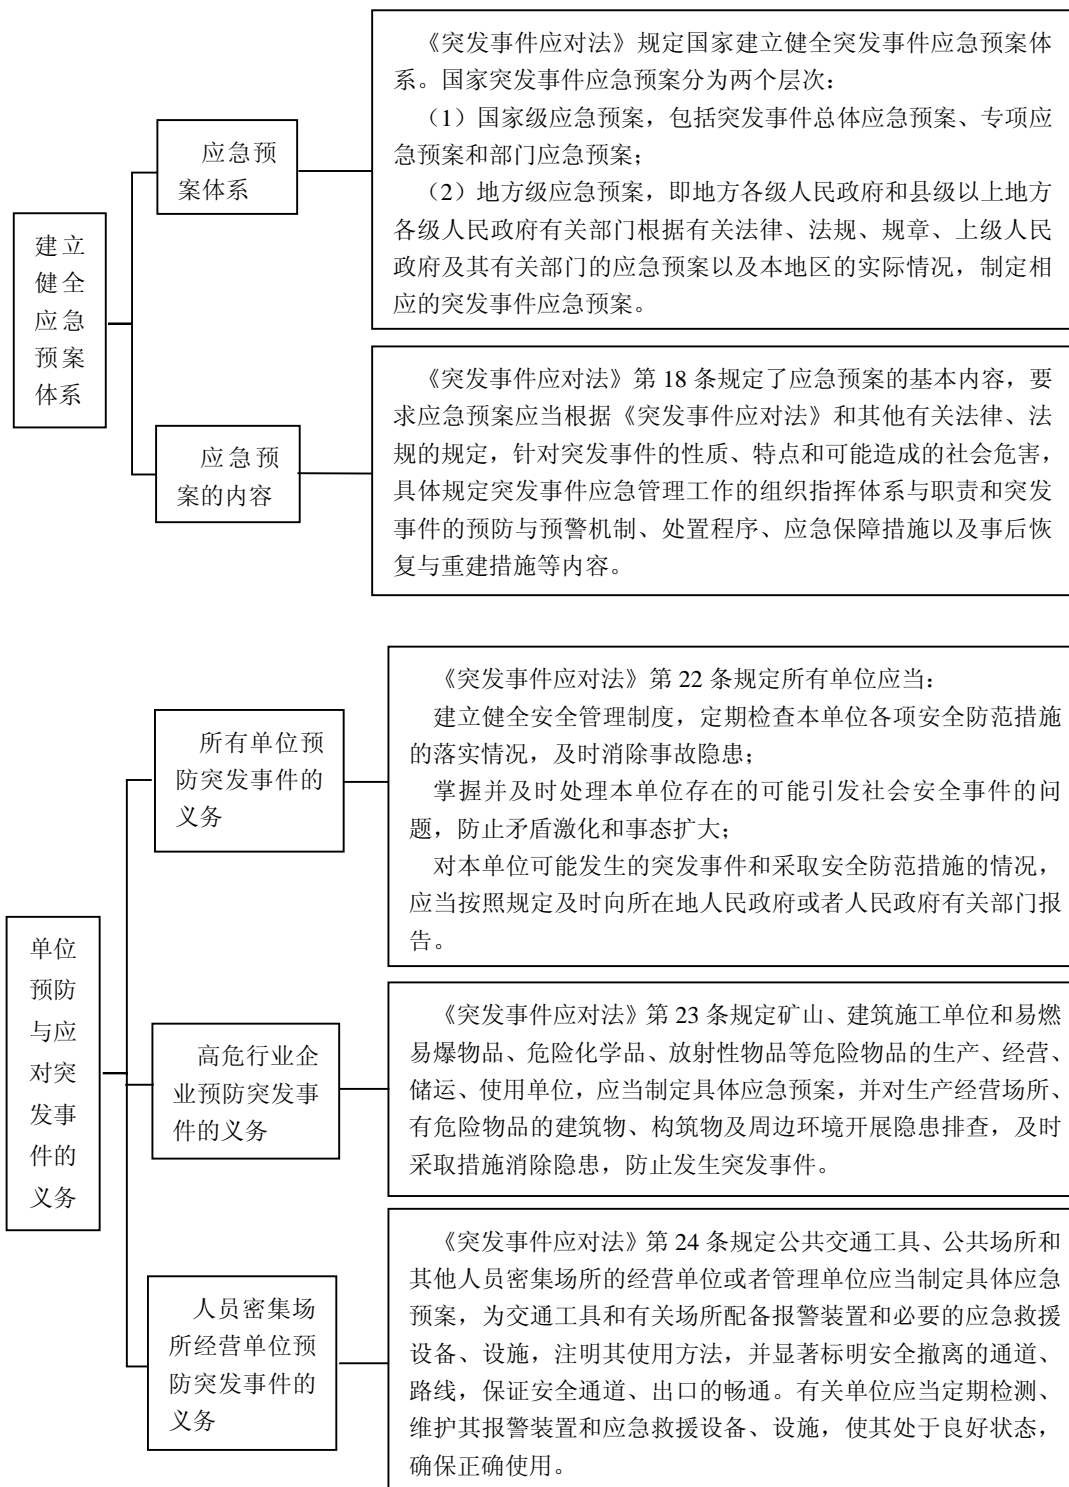 建立
健全
应急
预案
体系
应急预
案体系
《突发事件应对法》规定国家建立健全突发事件应急预案体
系。国家突发事件应急预案分为两个层次：
（1）国家级应急预案，包括突发事件总体应急预案、专项应
急预案和部门应急预案；
（2）地方级应急预案，即地方各级人民政府和县级以上地方
各级人民政府有关部门根据有关法律、法规、规章、上级人民
政府及其有关部门的应急预案以及本地区的实际情况，制定相
应的突发事件应急预案。
应急预
案的内容
《突发事件应对法》第 18 条规定了应急预案的基本内容，要
求应急预案应当根据《突发事件应对法》和其他有关法律、法
规的规定，针对突发事件的性质、特点和可能造成的社会危害，
具体规定突发事件应急管理工作的组织指挥体系与职责和突发
事件的预防与预警机制、处置程序、应急保障措施以及事后恢
复与重建措施等内容。
单位
预防
与应
对突
发事
件的
义务
所有单位预
防突发事件的
义务
《突发事件应对法》第 22 条规定所有单位应当：
建立健全安全管理制度，定期检查本单位各项安全防范措施
的落实情况，及时消除事故隐患；
掌握并及时处理本单位存在的可能引发社会安全事件的问
题，防止矛盾激化和事态扩大；
对本单位可能发生的突发事件和采取安全防范措施的情况，
应当按照规定及时向所在地人民政府或者人民政府有关部门报
告。
高危行业企
业预防突发事
件的义务
《突发事件应对法》第 23 条规定矿山、建筑施工单位和易燃
易爆物品、危险化学品、放射性物品等危险物品的生产、经营、
储运、使用单位，应当制定具体应急预案，并对生产经营场所、
有危险物品的建筑物、构筑物及周边环境开展隐患排查，及时
采取措施消除隐患，防止发生突发事件。
人员密集场
所经营单位预
防突发事件的
义务
《突发事件应对法》第 24 条规定公共交通工具、公共场所和
其他人员密集场所的经营单位或者管理单位应当制定具体应急
预案，为交通工具和有关场所配备报警装置和必要的应急救援
设备、设施，注明其使用方法，并显著标明安全撤离的通道、
路线，保证安全通道、出口的畅通。有关单位应当定期检测、
维护其报警装置和应急救援设备、设施，使其处于良好状态，
确保正确使用。